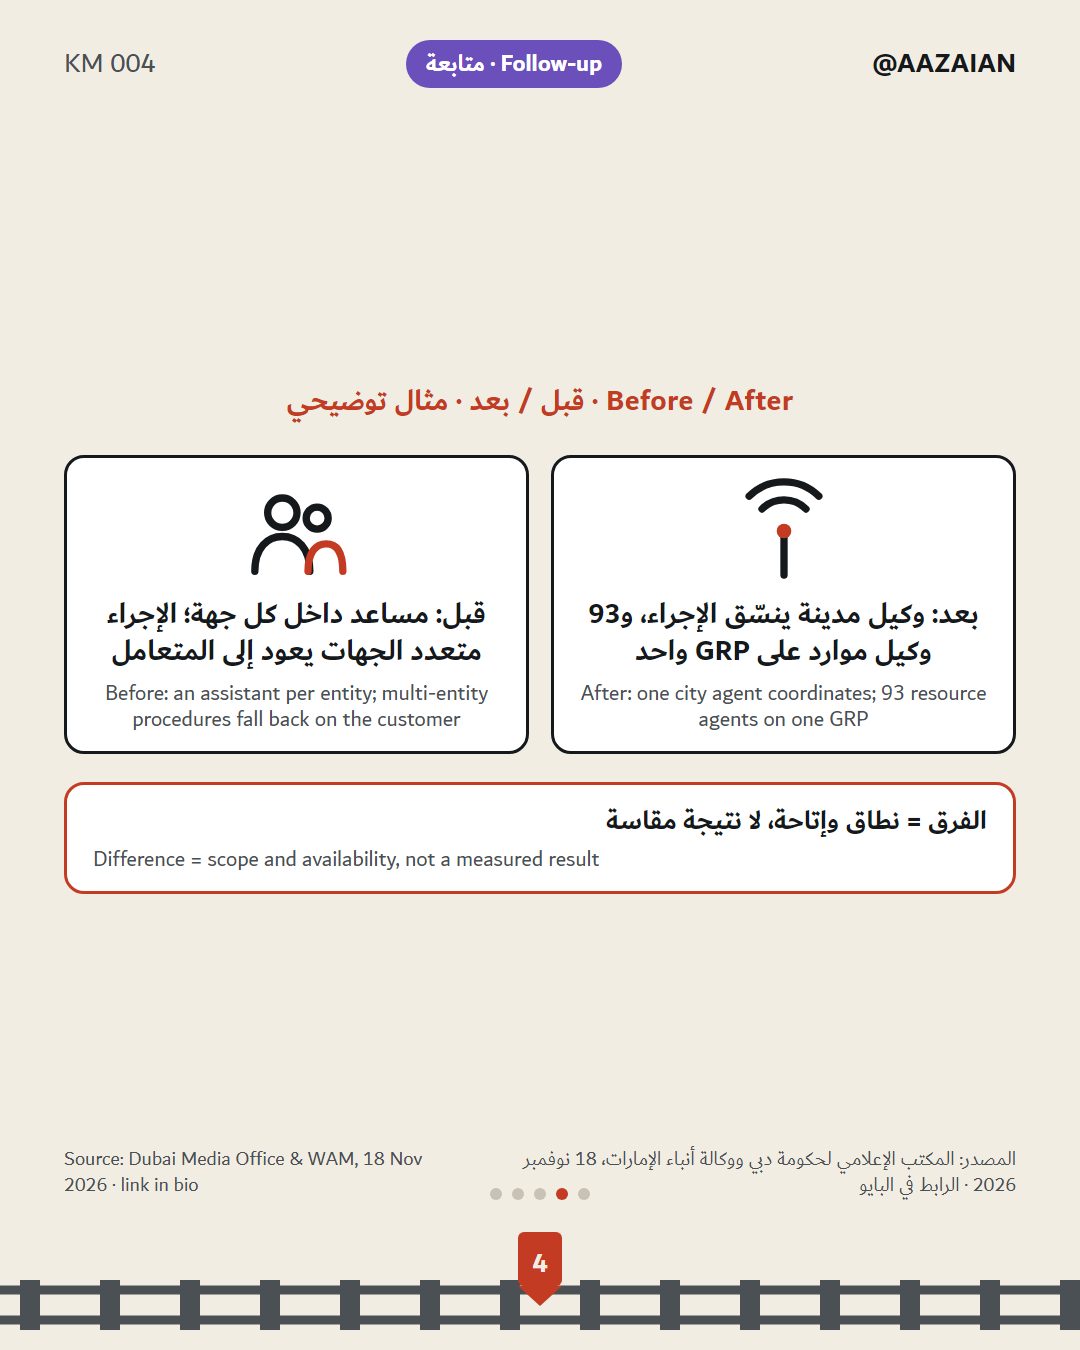 KM 004
متابعة · Follow-up
@AAZAIAN
قبل / بعد · مثال توضيحي · Before / After
قبل: مساعد داخل كل جهة؛ الإجراء
متعدد الجهات يعود إلى المتعامل
Before: an assistant per entity; multi-entity
procedures fall back on the customer
بعد: وكيل مدينة ينسّق الإجراء، و93
وكيل موارد على GRP واحد
After: one city agent coordinates; 93 resource
agents on one GRP
الفرق = نطاق وإتاحة، لا نتيجة مقاسة
Difference = scope and availability, not a measured result
Source: Dubai Media Office & WAM, 18 Nov
2026 · link in bio
المصدر: المكتب الإعلامي لحكومة دبي ووكالة أنباء الإمارات، 18 نوفمبر
2026 · الرابط في البايو
4